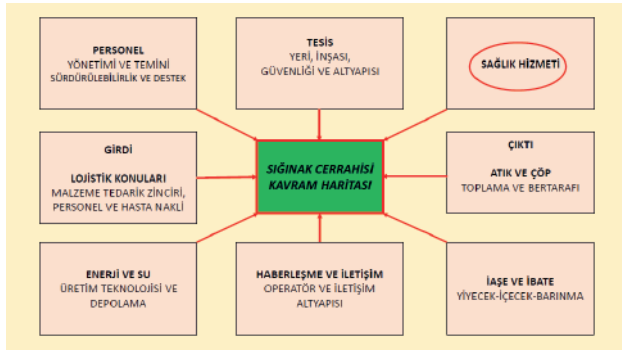 PERSONEL
YÖNETİMİ VE TEMİNİ
SÜRDÜRÜLEBİLİRLİK VE DESTEK
TESİS
YERİ, İNŞASI,
GÜVENLİĞİ VE ALTYAPISI
SAĞLIK HİZMETİ
GİRDİ
LOJİSTİK KONULARI
MALZEME TEDARİK ZİNCİRİ,
PERSONEL VE HASTA NAKLİ
SIĞINAK CERRAHİSİ
KAVRAM HARİTASI
ÇIKTI
ATIK VE ÇÖP
TOPLAMA VE BERTARAFI
ENERJİ VE SU
ÜRETİM TEKNOLOJİSİ VE
DEPOLAMA
HABERLEŞME VE İLETİŞİM
OPERATÖR VE İLETİŞİM
ALTYAPISI
İAŞE VE İBATE
YİYECEK-İÇECEK-BARINMA